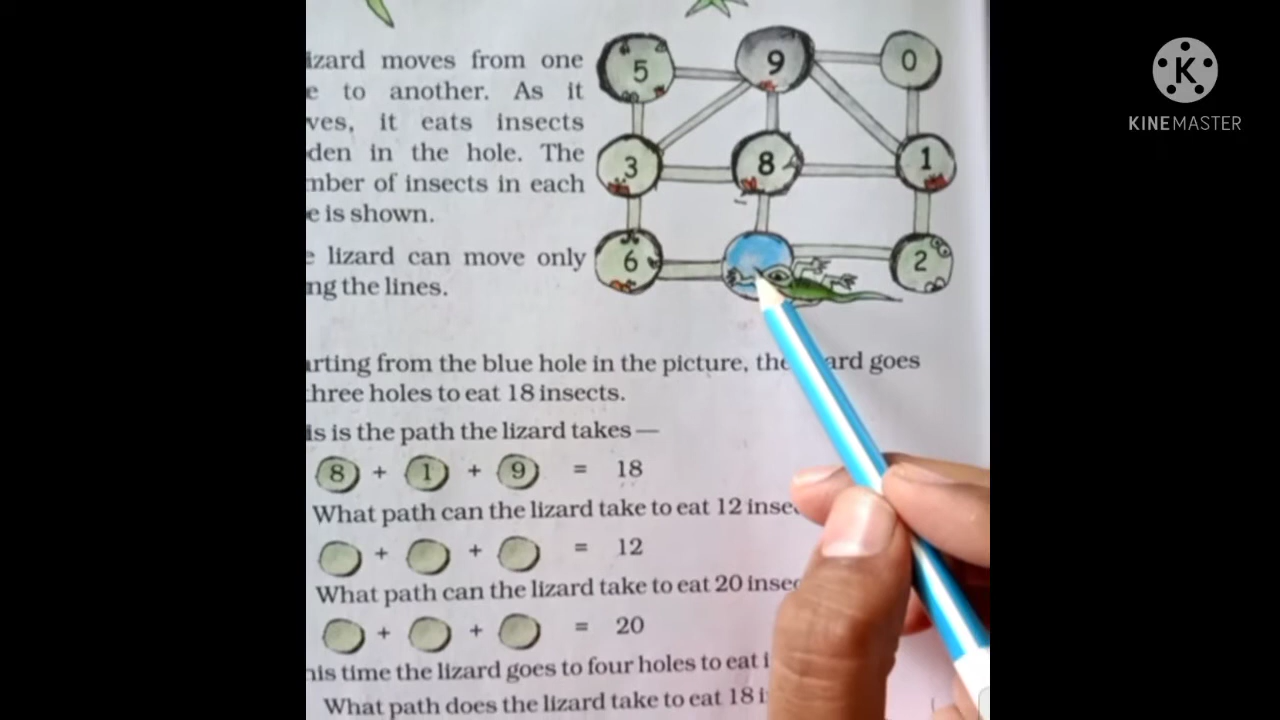 izard moves from one
e to another. As it
ves, it eats insects
den in the hole. The
mber of insects in each
e is shown.
e lizard can move only
ng the lines.
5 9 0
3 8 1
6 2
K
KINEMASTER
arting from the blue hole in the picture, the ard goes
three holes to eat 18 insects.
is is the path the lizard takes —
8 + 1 + 9 = 18
What path can the lizard take to eat 12 inse
+ + = 12
What path can the lizard take to eat 20 insec
+ + = 20
his time the lizard goes to four holes to eat i
What path does the lizard take to eat 18 i